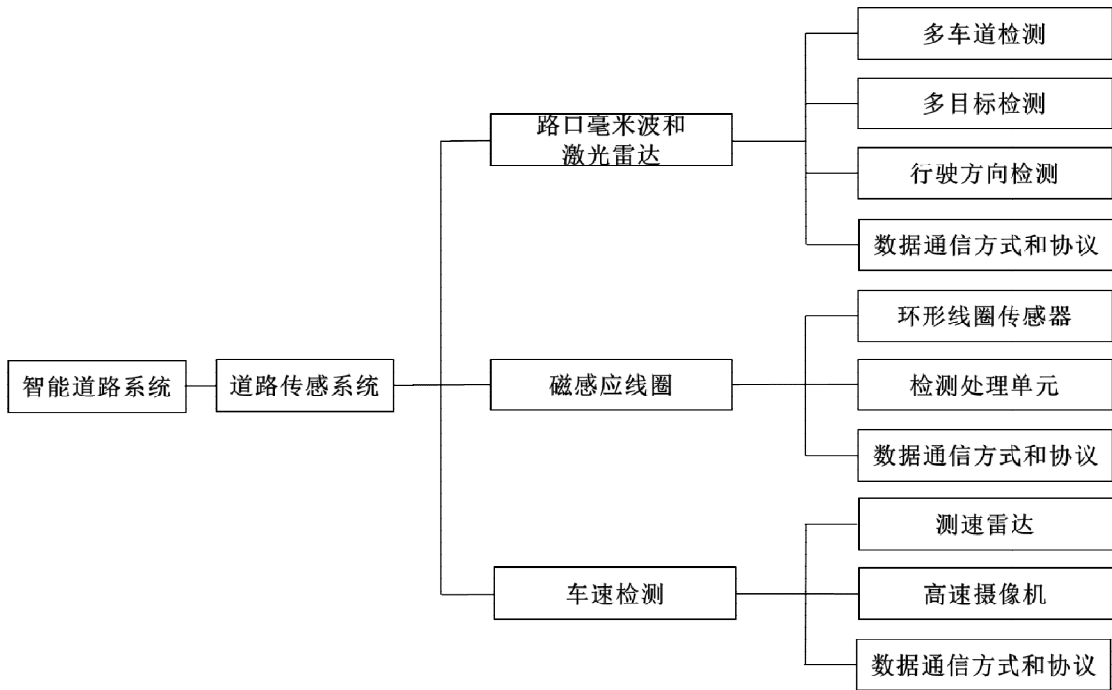 智能道路系统
道路传感系统
路口毫米波和
激光雷达
多车道检测
多目标检测
行驶方向检测
数据通信方式和协议
磁感应线圈
环形线圈传感器
检测处理单元
数据通信方式和协议
车速检测
测速雷达
高速摄像机
数据通信方式和协议